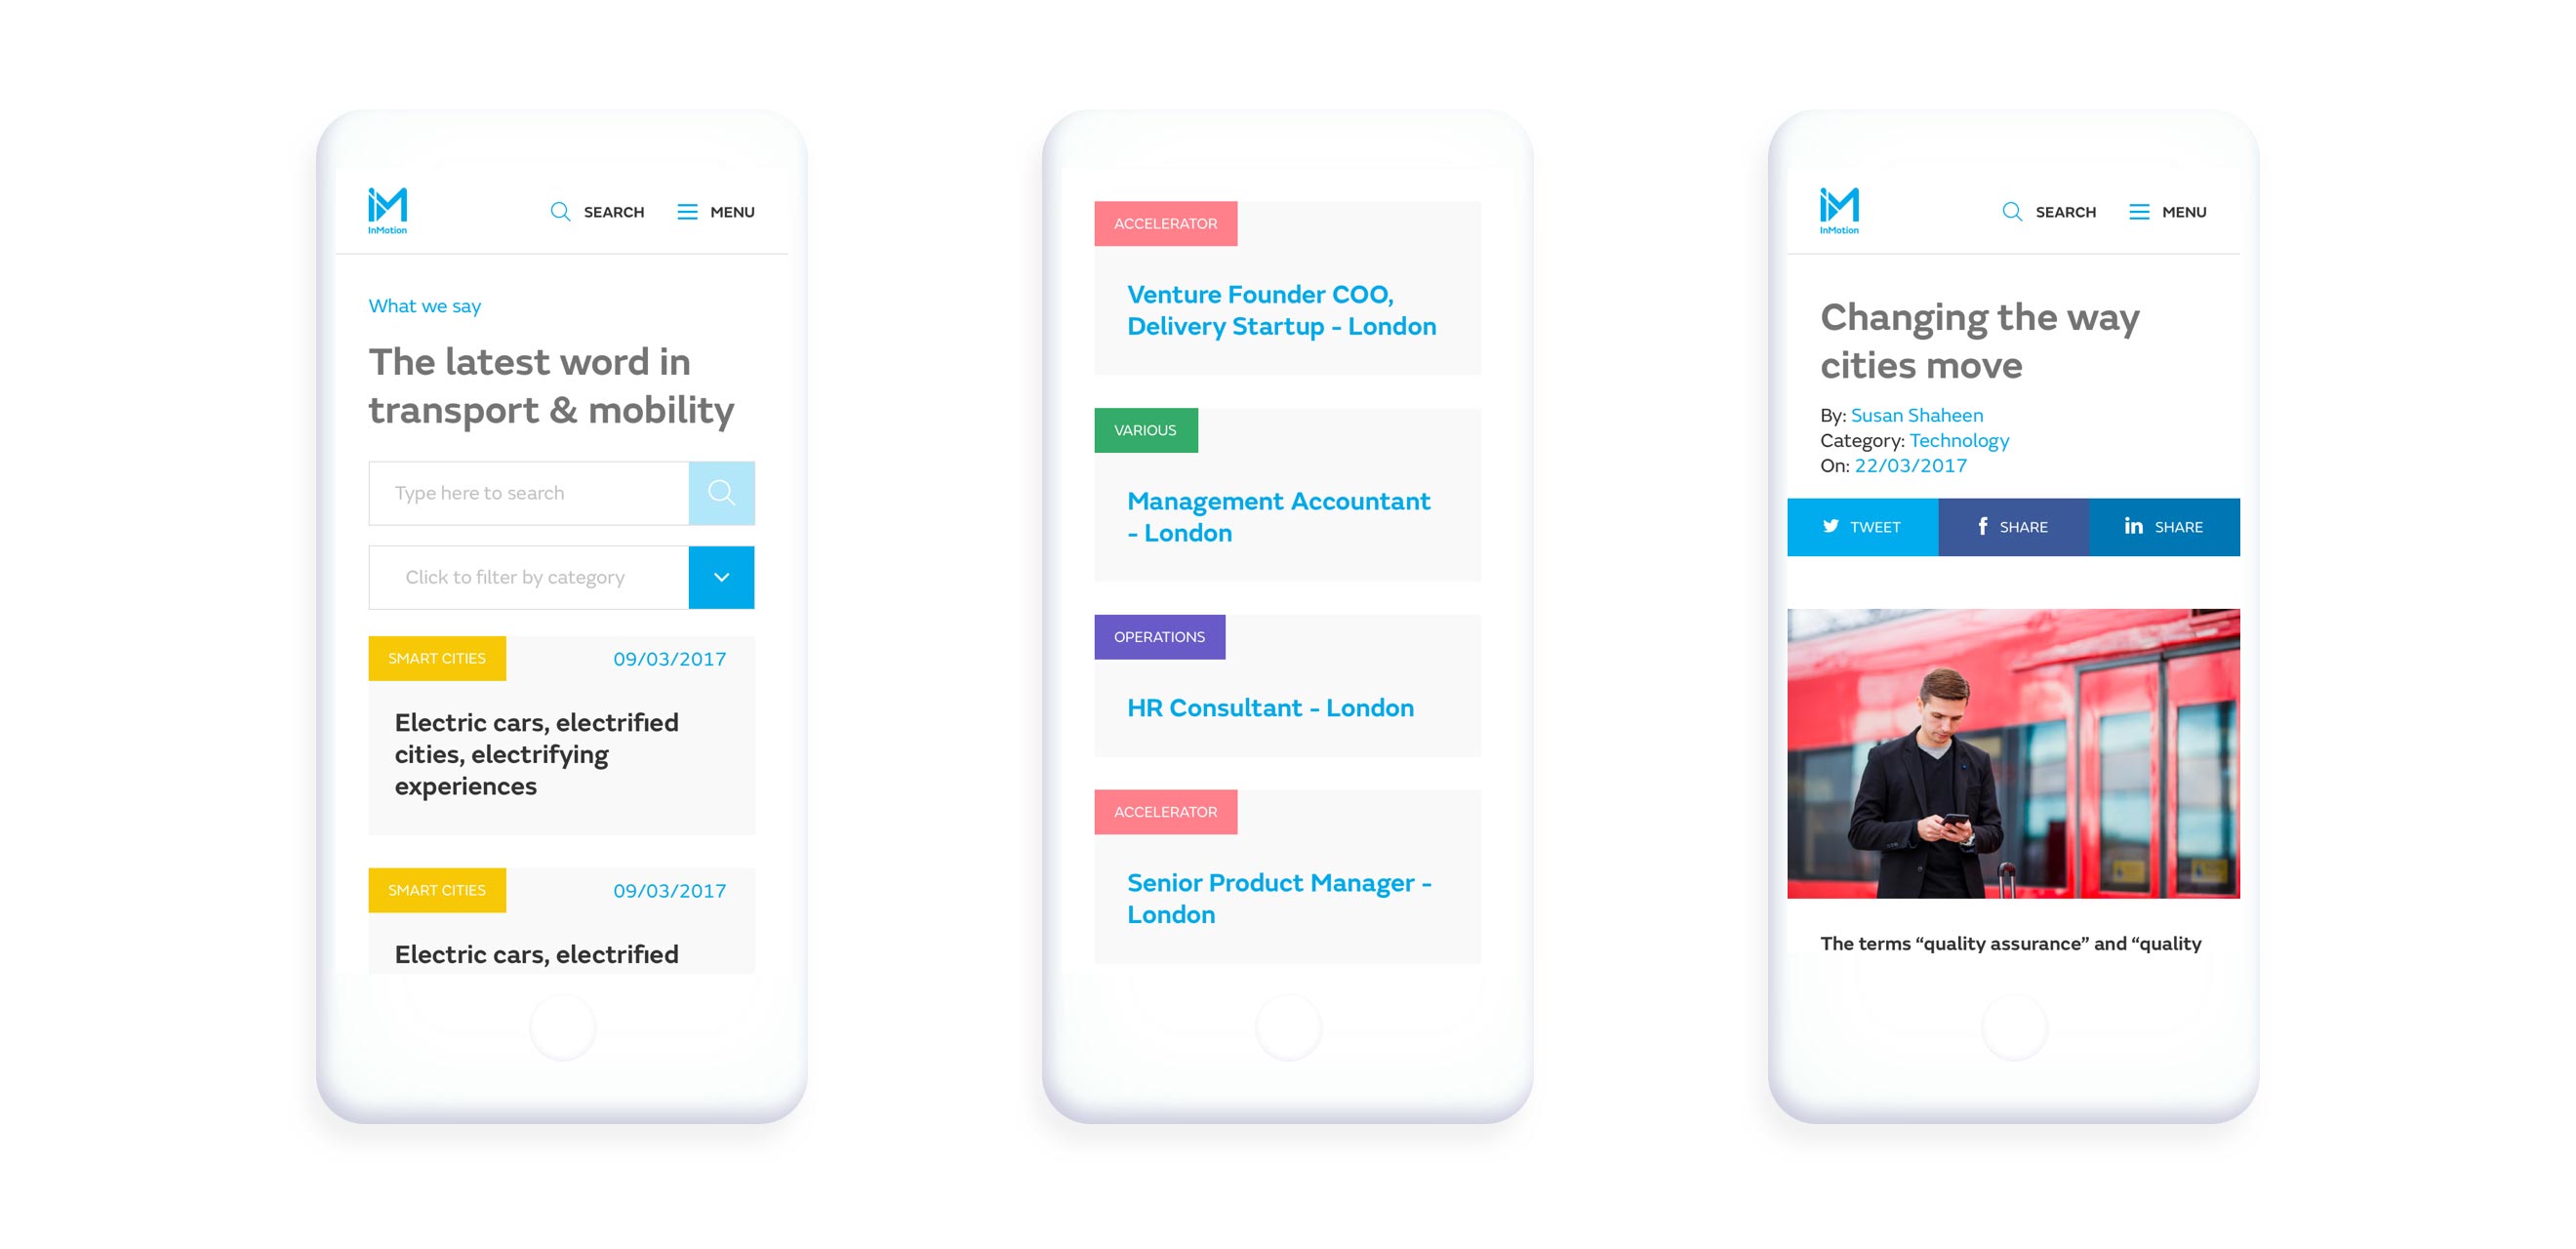 InMotion
SEARCH
MENU
What we say
The latest word in
transport & mobility
Type here to search
Click to filter by category
SMART CITIES
09/03/2017
Electric cars, electrified
cities, electrifying
experiences
SMART CITIES
09/03/2017
Electric cars, electrified
ACCELERATOR
Venture Founder COO,
Delivery Startup - London
VARIOUS
Management Accountant
- London
OPERATIONS
HR Consultant - London
ACCELERATOR
Senior Product Manager -
London
InMotion
SEARCH
MENU
Changing the way
cities move
By: Susan Shaheen
Category: Technology
On: 22/03/2017
TWEET
SHARE
SHARE
The terms “quality assurance” and “quality